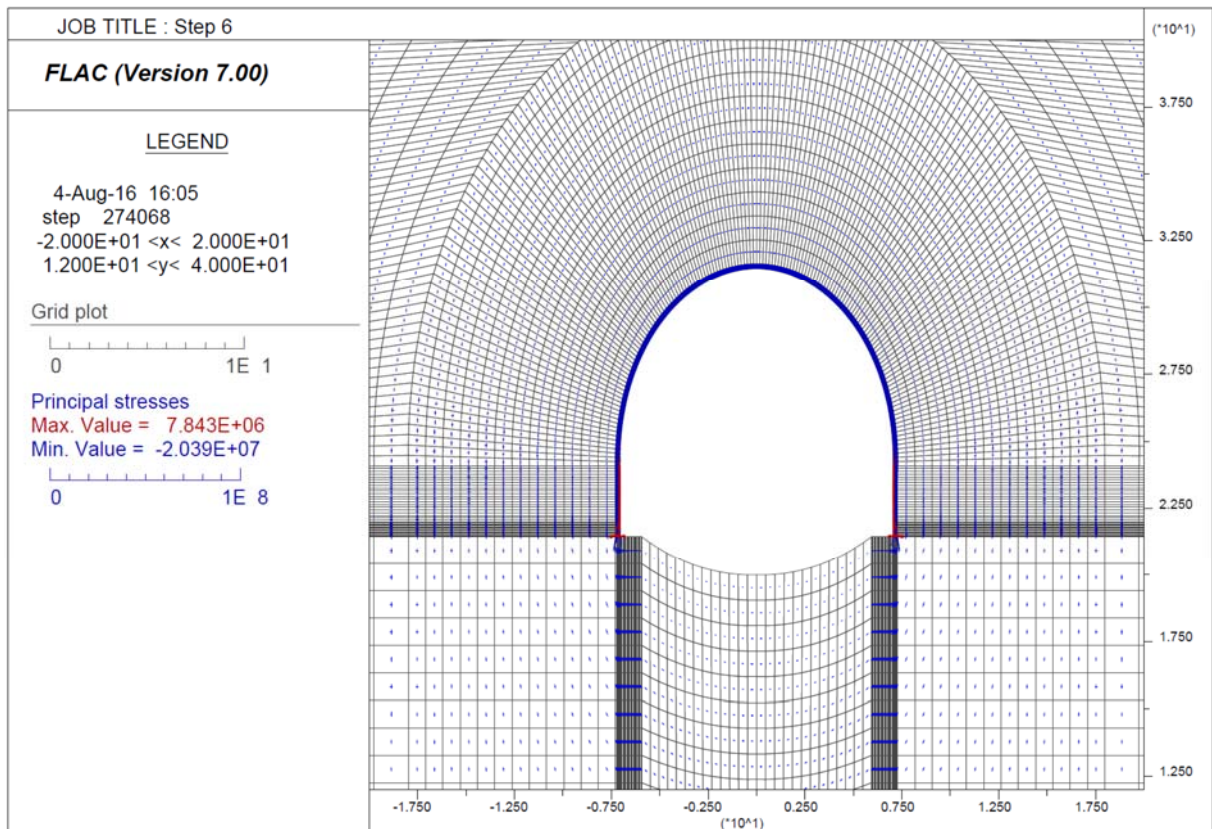 JOB TITLE : Step 6
FLAC (Version 7.00)
LEGEND
4-Aug-16 16:05
step 274068
-2.000E+01 <x< 2.000E+01
1.200E+01 <y< 4.000E+01
Grid plot
0 1E 1
Principal stresses
Max. Value = 7.843E+06
Min. Value = -2.039E+07
0 1E 8
(*10^1)
3.750
3.250
2.750
2.250
1.750
1.250
-1.750 -1.250 -0.750 -0.250 0.250 0.750 1.250 1.750
(*10^1)